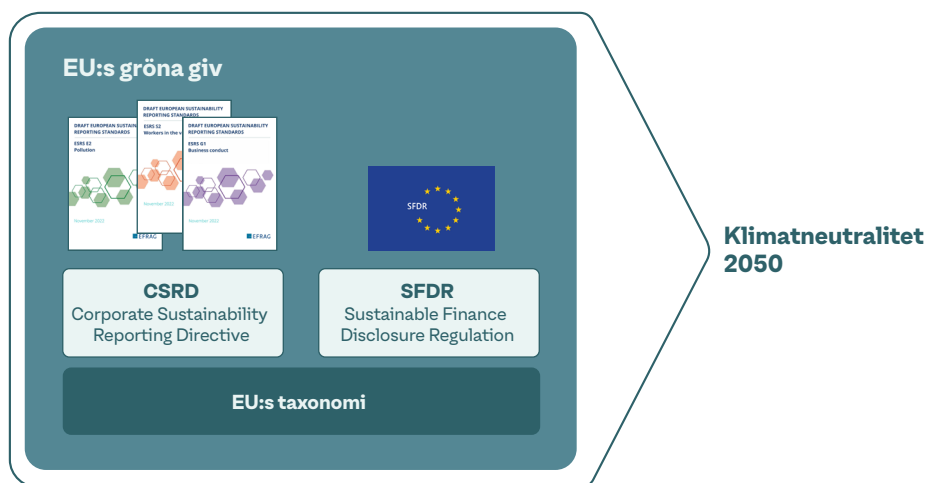 EU:s gröna giv
DRAFT EUROPEAN SUSTAIN
REPORTING STANDARDS
ESRS E2
Pollution
November 2022
DRAFT EUROPEAN SUSTAINABILITY
REPORTING STANDARDS
ESRS S2
Workers in the v
November 2022
EFRAG
DRAFT EUROPEAN SUSTAINABILITY
REPORTING STANDARDS
ESRS G1
Business conduct
November 2022
EFRAG
SFDR
CSRD
Corporate Sustainability
Reporting Directive
SFDR
Sustainable Finance
Disclosure Regulation
EU:s taxonomi
Klimatneutralitet
2050